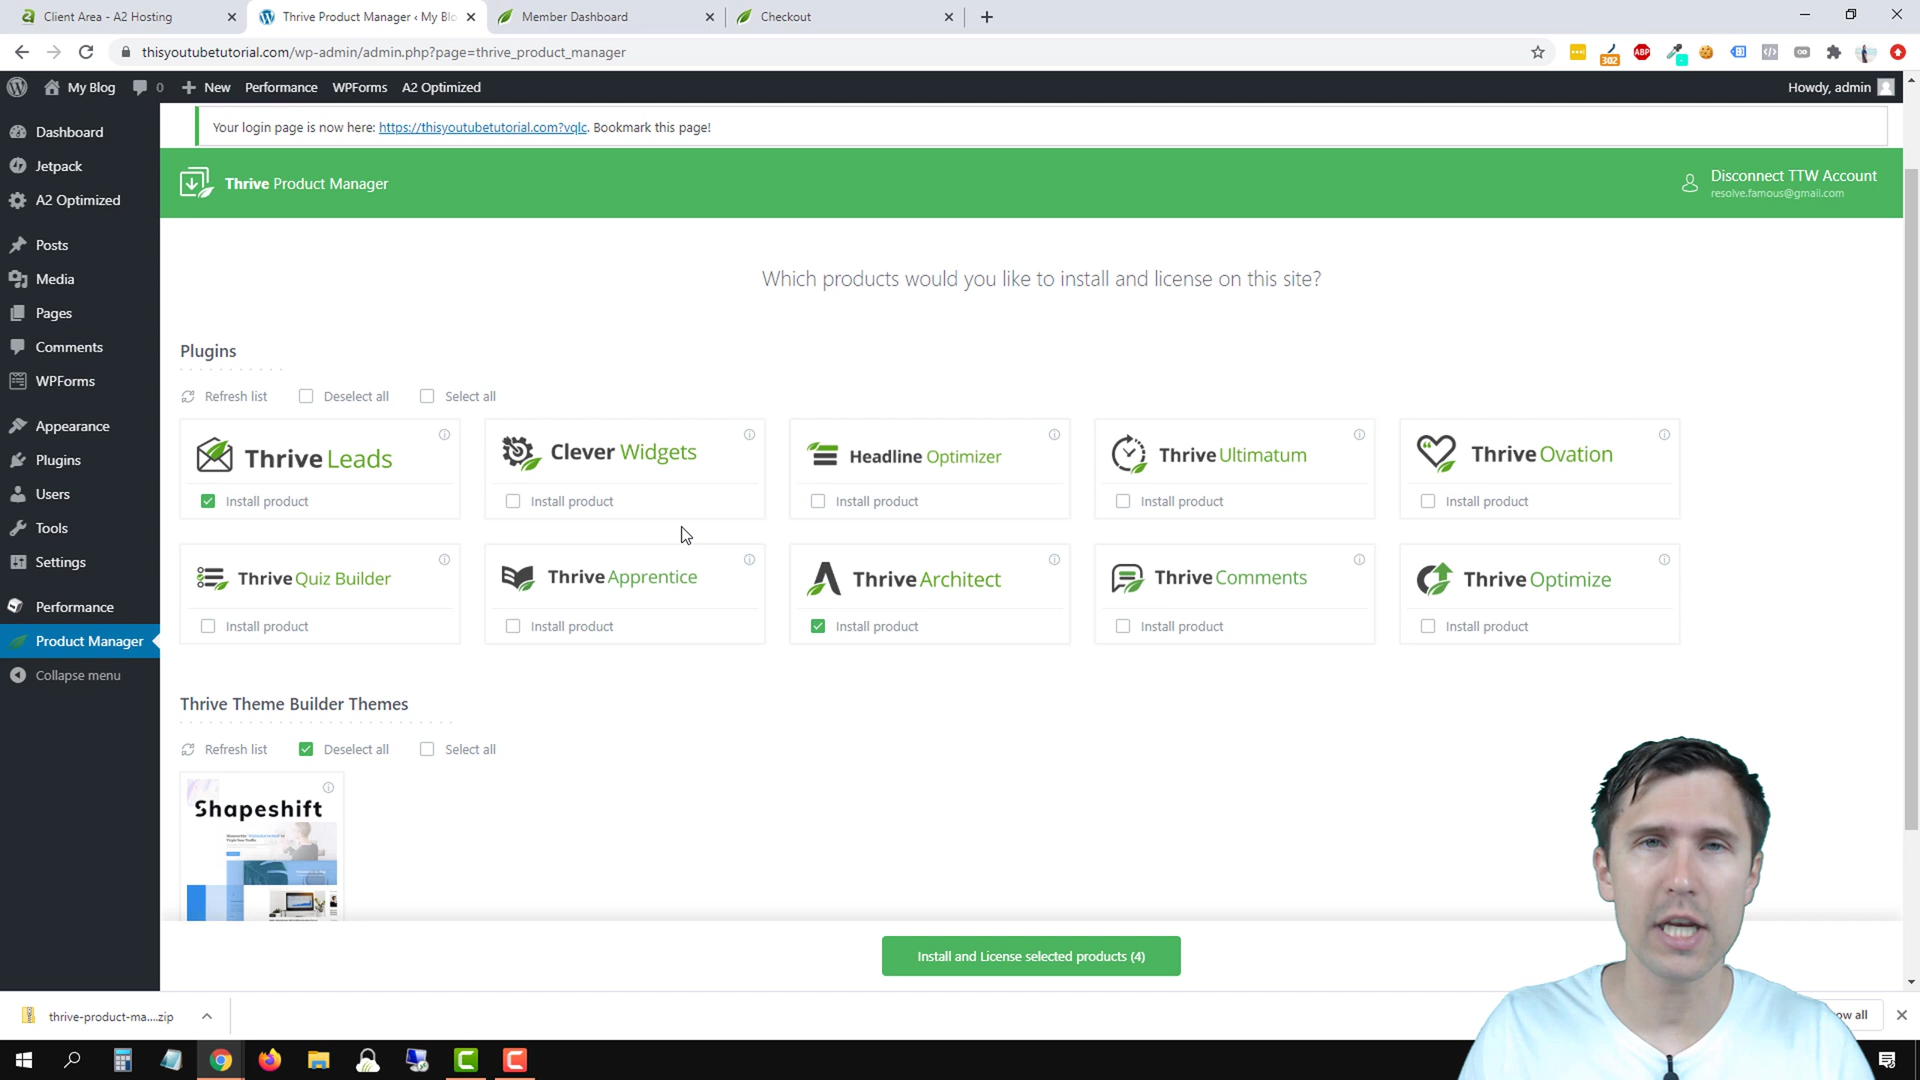 Client Area - A2 Hosting
Thrive Product Manager ‹ My Blo
Member Dashboard
Checkout
thisyoutubetutorial.com/wp-admin/admin.php?page=thrive_product_manager
302
ABP
My Blog
0
New
Performance
WPForms
A2 Optimized
Howdy, admin
Dashboard
Jetpack
A2 Optimized
Posts
Media
Pages
Comments
WPForms
Appearance
Plugins
Users
Tools
Settings
Performance
Product Manager
Collapse menu
Your login page is now here: https://thisyoutubetutorial.com?vqlc. Bookmark this page!
Thrive Product Manager
Disconnect TTW Account
resolve.famous@gmail.com
Which products would you like to install and license on this site?
Plugins
Refresh list
Deselect all
Select all
Thrive Leads
Install product
Clever Widgets
Install product
Headline Optimizer
Install product
Thrive Ultimatum
Install product
Thrive Ovation
Install product
Thrive Quiz Builder
Install product
Thrive Apprentice
Install product
Thrive Architect
Install product
Thrive Comments
Install product
Thrive Optimize
Install product
Thrive Theme Builder Themes
Refresh list
Deselect all
Select all
Shapeshift
Install and License selected products (4)
thrive-product-ma....zip
ow all